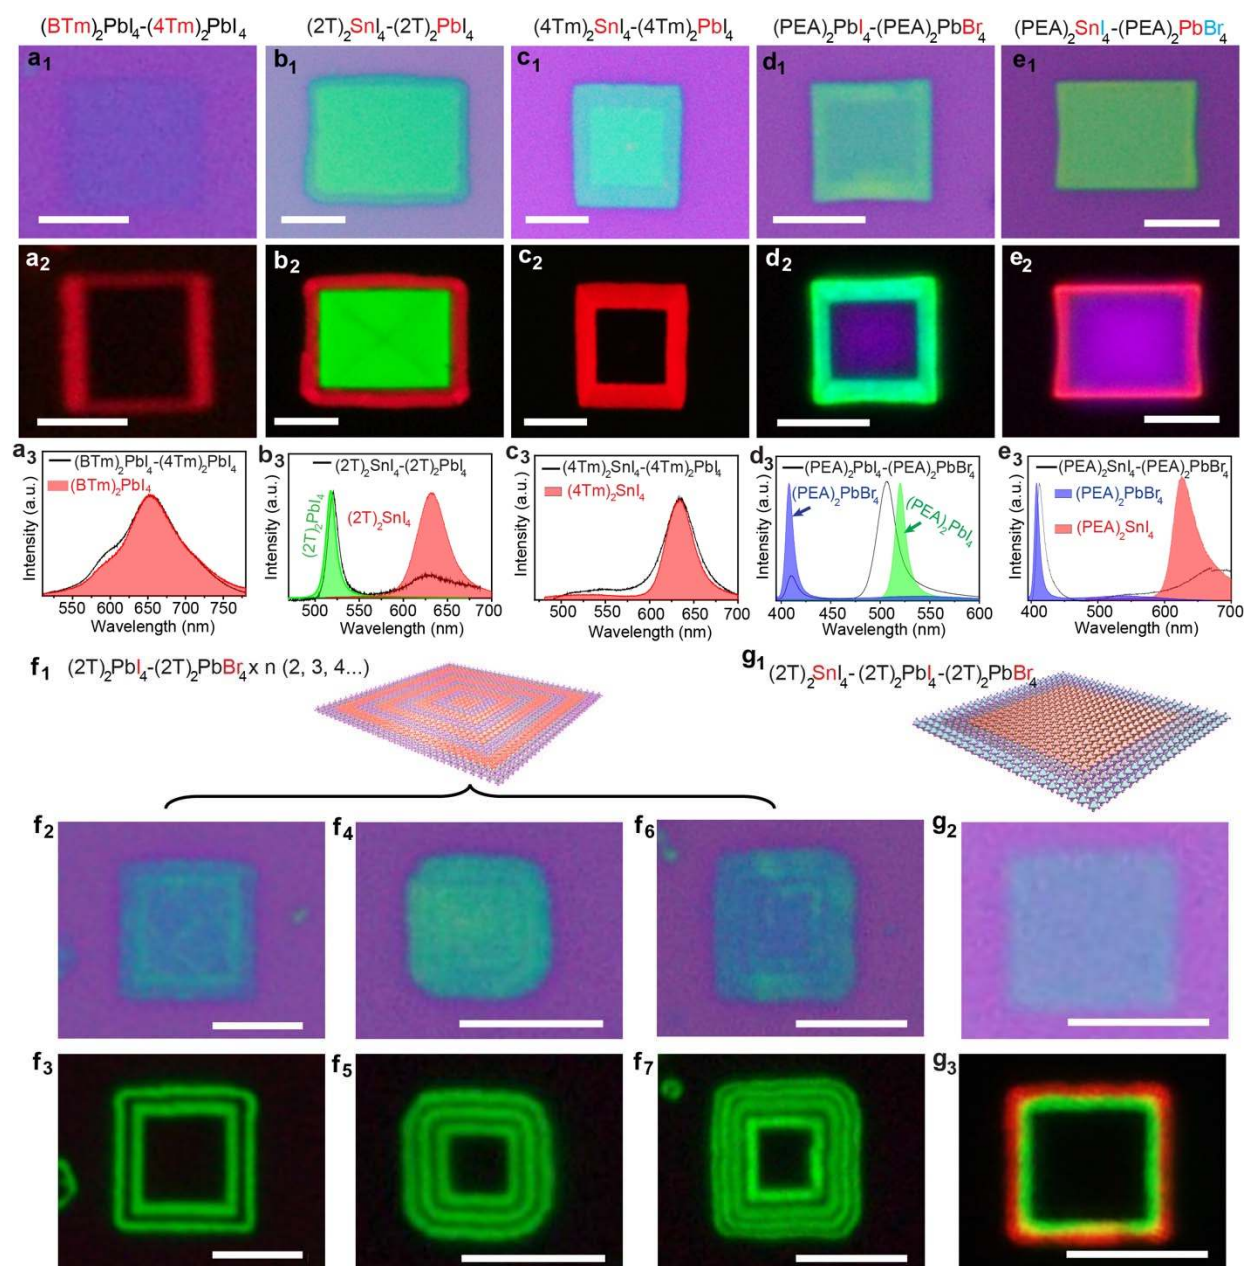 (BTm)₂PbI₄-(4Tm)₂PbI₄
(2T)₂SnI₄-(2T)₂PbI₄
(4Tm)₂SnI₄-(4Tm)₂PbI₄
(PEA)₂PbI₄-(PEA)₂PbBr₄
(PEA)₂SnI₄-(PEA)₂PbBr₄
a₁
b₁
c₁
d₁
e₁
a₂
b₂
c₂
d₂
e₂
a₃
(BTm)₂PbI₄-(4Tm)₂PbI₄
(BTm)₂PbI₄
Intensity (a.u.)
550 600 650 700 750
Wavelength (nm)
b₃
(2T)₂SnI₄-(2T)₂PbI₄
(2T)₂PbI₄
(2T)₂SnI₄
Intensity (a.u.)
500 550 600 650 700
Wavelength (nm)
c₃
(4Tm)₂SnI₄-(4Tm)₂PbI₄
(4Tm)₂SnI₄
Intensity (a.u.)
500 550 600 650 700
Wavelength (nm)
d₃
(PEA)₂PbI₄-(PEA)₂PbBr₄
(PEA)₂PbBr₄
(PEA)₂PbI₄
Intensity (a.u.)
400 450 500 550 600
Wavelength (nm)
e₃
(PEA)₂SnI₄-(PEA)₂PbBr₄
(PEA)₂PbBr₄
(PEA)₂SnI₄
Intensity (a.u.)
400 500 600 700
Wavelength (nm)
f₁ (2T)₂PbI₄-(2T)₂PbBr₄ x n (2, 3, 4...)
g₁ (2T)₂SnI₄-(2T)₂PbI₄-(2T)₂PbBr₄
f₂
f₄
f₆
g₂
f₃
f₅
f₇
g₃